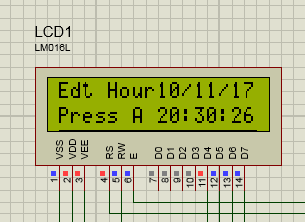 LCD1
LM016L
Edt Hour10/11/17
Press A 20:30:26
VSS VDD VEE RS RW E D0 D1 D2 D3 D4 D5 D6 D7
1 2 3 4 5 6 7 8 9 10 11 12 13 14